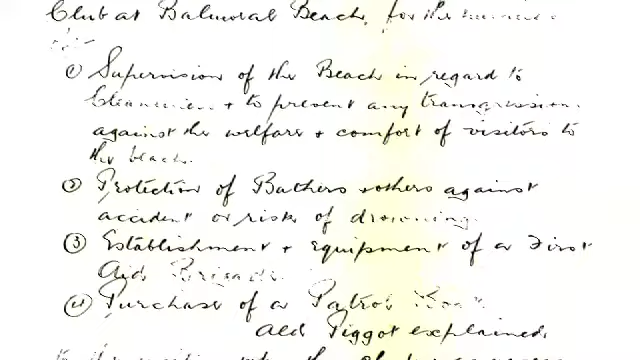 Club at Balmoral Beach, for the
① Supervision of the Beach in regard to
Cleanliness + to prevent any transgression
against the welfare + comfort of visitors to
the beach.
② Protection of Bathers + others against
accident or risk of drowning.
③ Establishment + equipment of a First
Aid Brigade.
④ Purchase of a Patrol Boat.
Ald Piggot explained